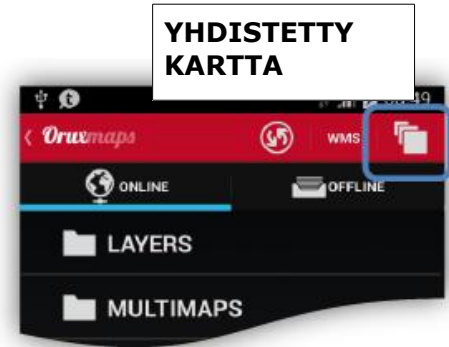 YHDISTETTY
KARTTA
Oruxmaps
WMS
ONLINE
OFFLINE
LAYERS
MULTIMAPS